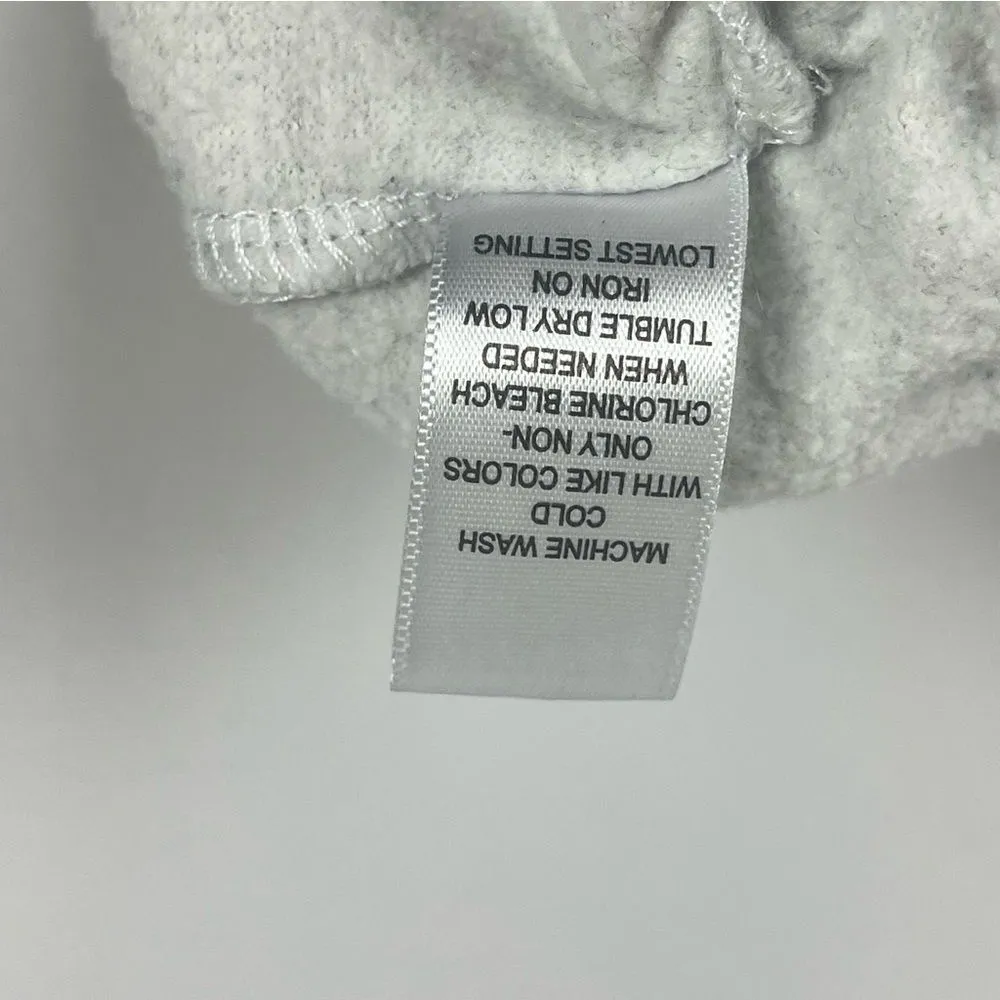 MACHINE WASH
COLD
WITH LIKE COLORS
ONLY NON-
CHLORINE BLEACH
WHEN NEEDED
TUMBLE DRY LOW
IRON ON
LOWEST SETTING